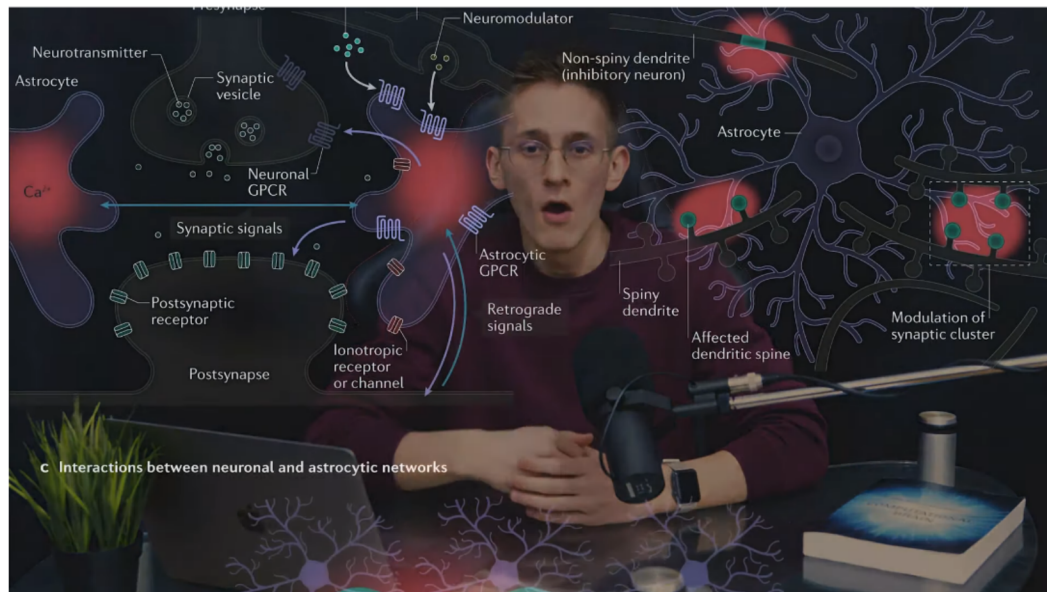 Presynapse
Neuromodulator
Neurotransmitter
Astrocyte
Synaptic
vesicle
Neuronal
GPCR
Ca²⁺
Synaptic signals
Postsynaptic
receptor
Postsynapse
Ionotropic
receptor
or channel
Astrocytic
GPCR
Retrograde
signals
Non-spiny dendrite
(inhibitory neuron)
Astrocyte
Spiny
dendrite
Affected
dendritic spine
Modulation of
synaptic cluster
c Interactions between neuronal and astrocytic networks
COMPUTATIONAL
BRAIN